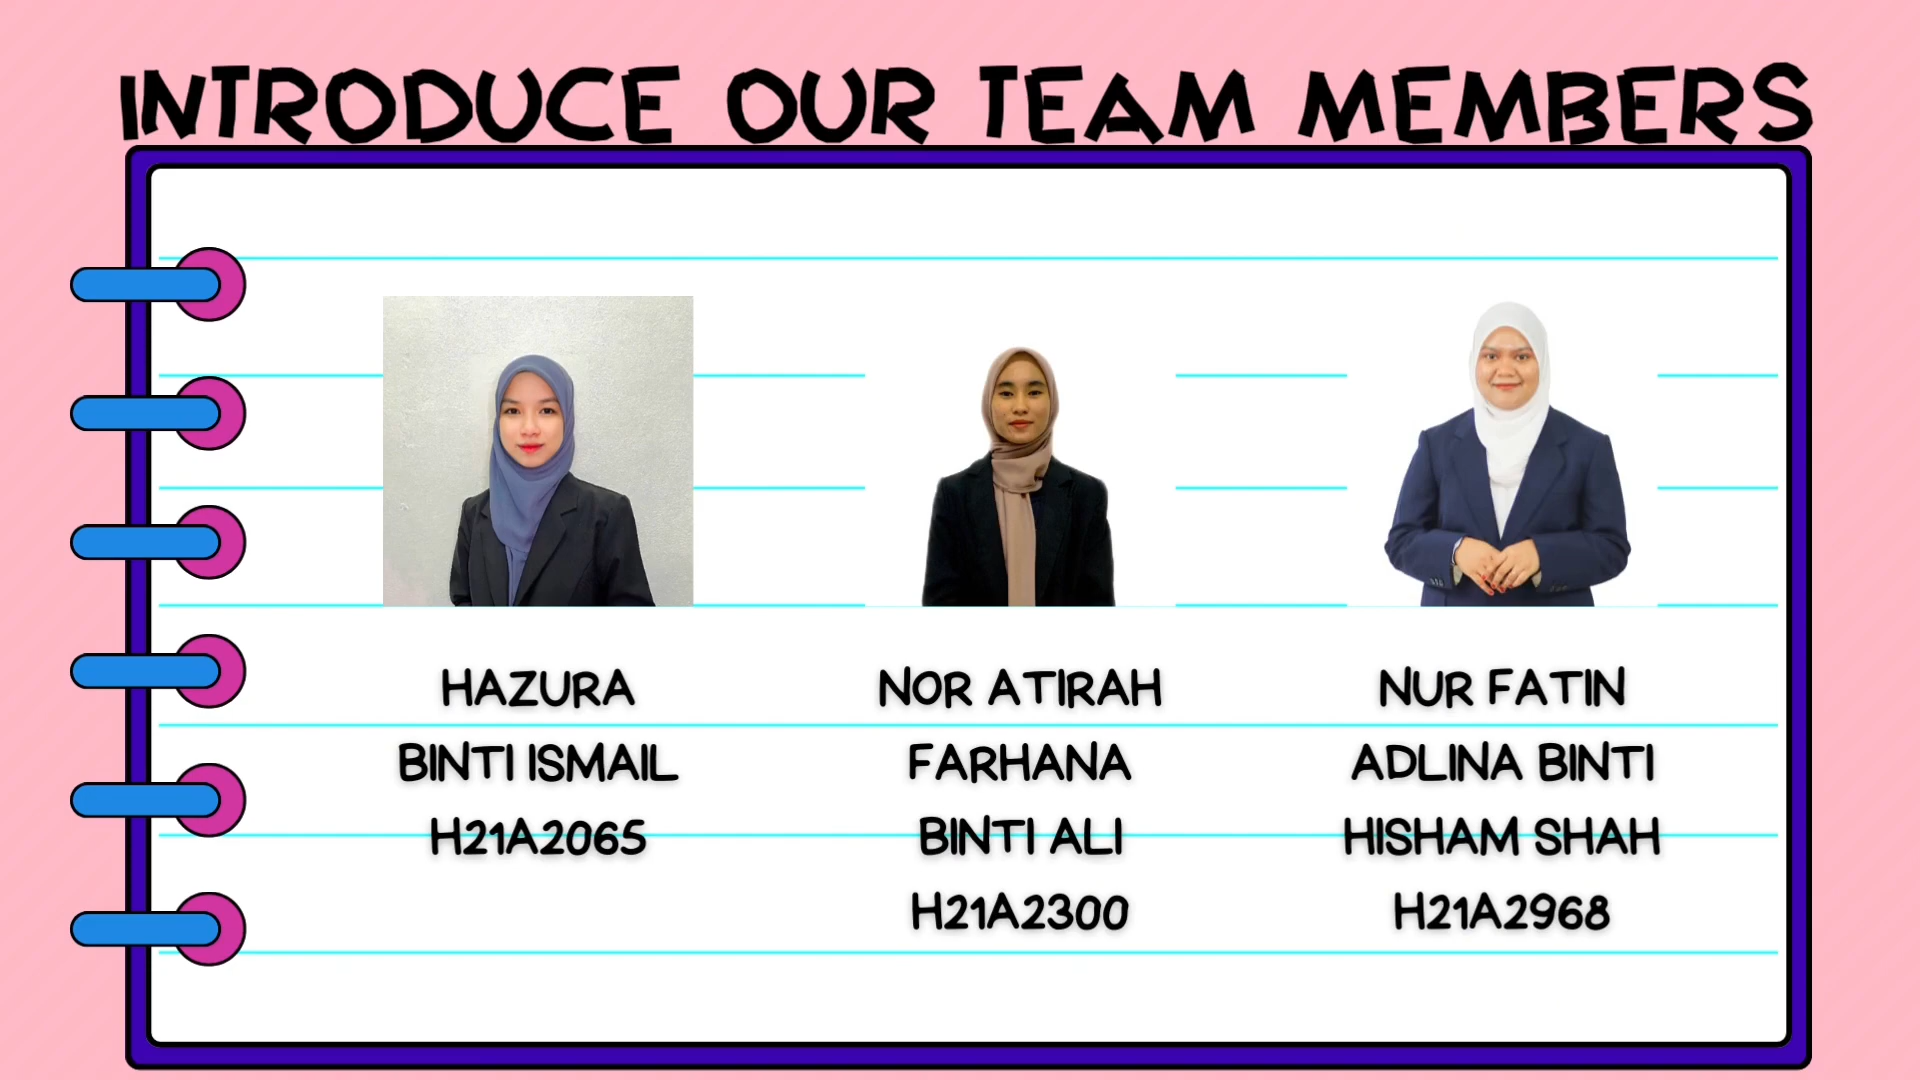 INTRODUCE OUR TEAM MEMBERS
HAZURA
BINTI ISMAIL
H21A2065
NOR ATIRAH
FARHANA
BINTI ALI
H21A2300
NUR FATIN
ADLINA BINTI
HISHAM SHAH
H21A2968